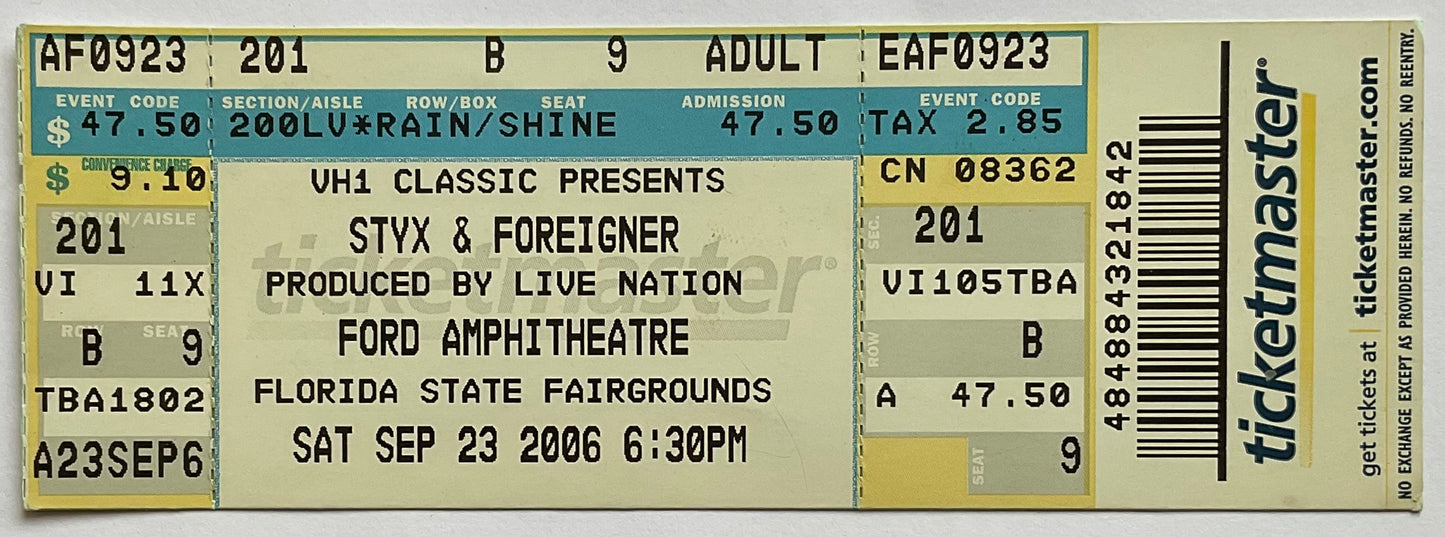 AF0923 201 B 9 ADULT EAF0923
EVENT CODE SECTION/AISLE ROW/BOX SEAT ADMISSION EVENT CODE
$ 47.50 200LV*RAIN/SHINE 47.50 TAX 2.85
CONVENIENCE CHARGE
$ 9.10
SECTION/AISLE
201
VI 11X
ROW SEAT
B 9
TBA1802
A23SEP6
VH1 CLASSIC PRESENTS
STYX & FOREIGNER
PRODUCED BY LIVE NATION
ticketmaster®
FORD AMPHITHEATRE
FLORIDA STATE FAIRGROUNDS
SAT SEP 23 2006 6:30PM
CN 08362
SEC. 201
VI105TBA
ROW B
A 47.50
SEAT 9
484884321842
ticketmaster®
get tickets at | ticketmaster.com
NO EXCHANGE EXCEPT AS PROVIDED HEREIN. NO REFUNDS. NO REENTRY.